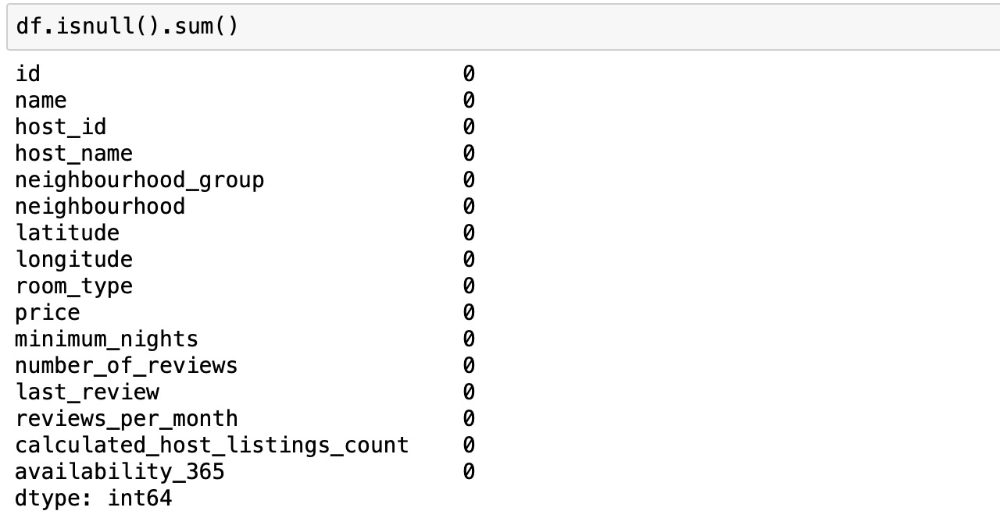 df.isnull().sum()
id 0
name 0
host_id 0
host_name 0
neighbourhood_group 0
neighbourhood 0
latitude 0
longitude 0
room_type 0
price 0
minimum_nights 0
number_of_reviews 0
last_review 0
reviews_per_month 0
calculated_host_listings_count 0
availability_365 0
dtype: int64